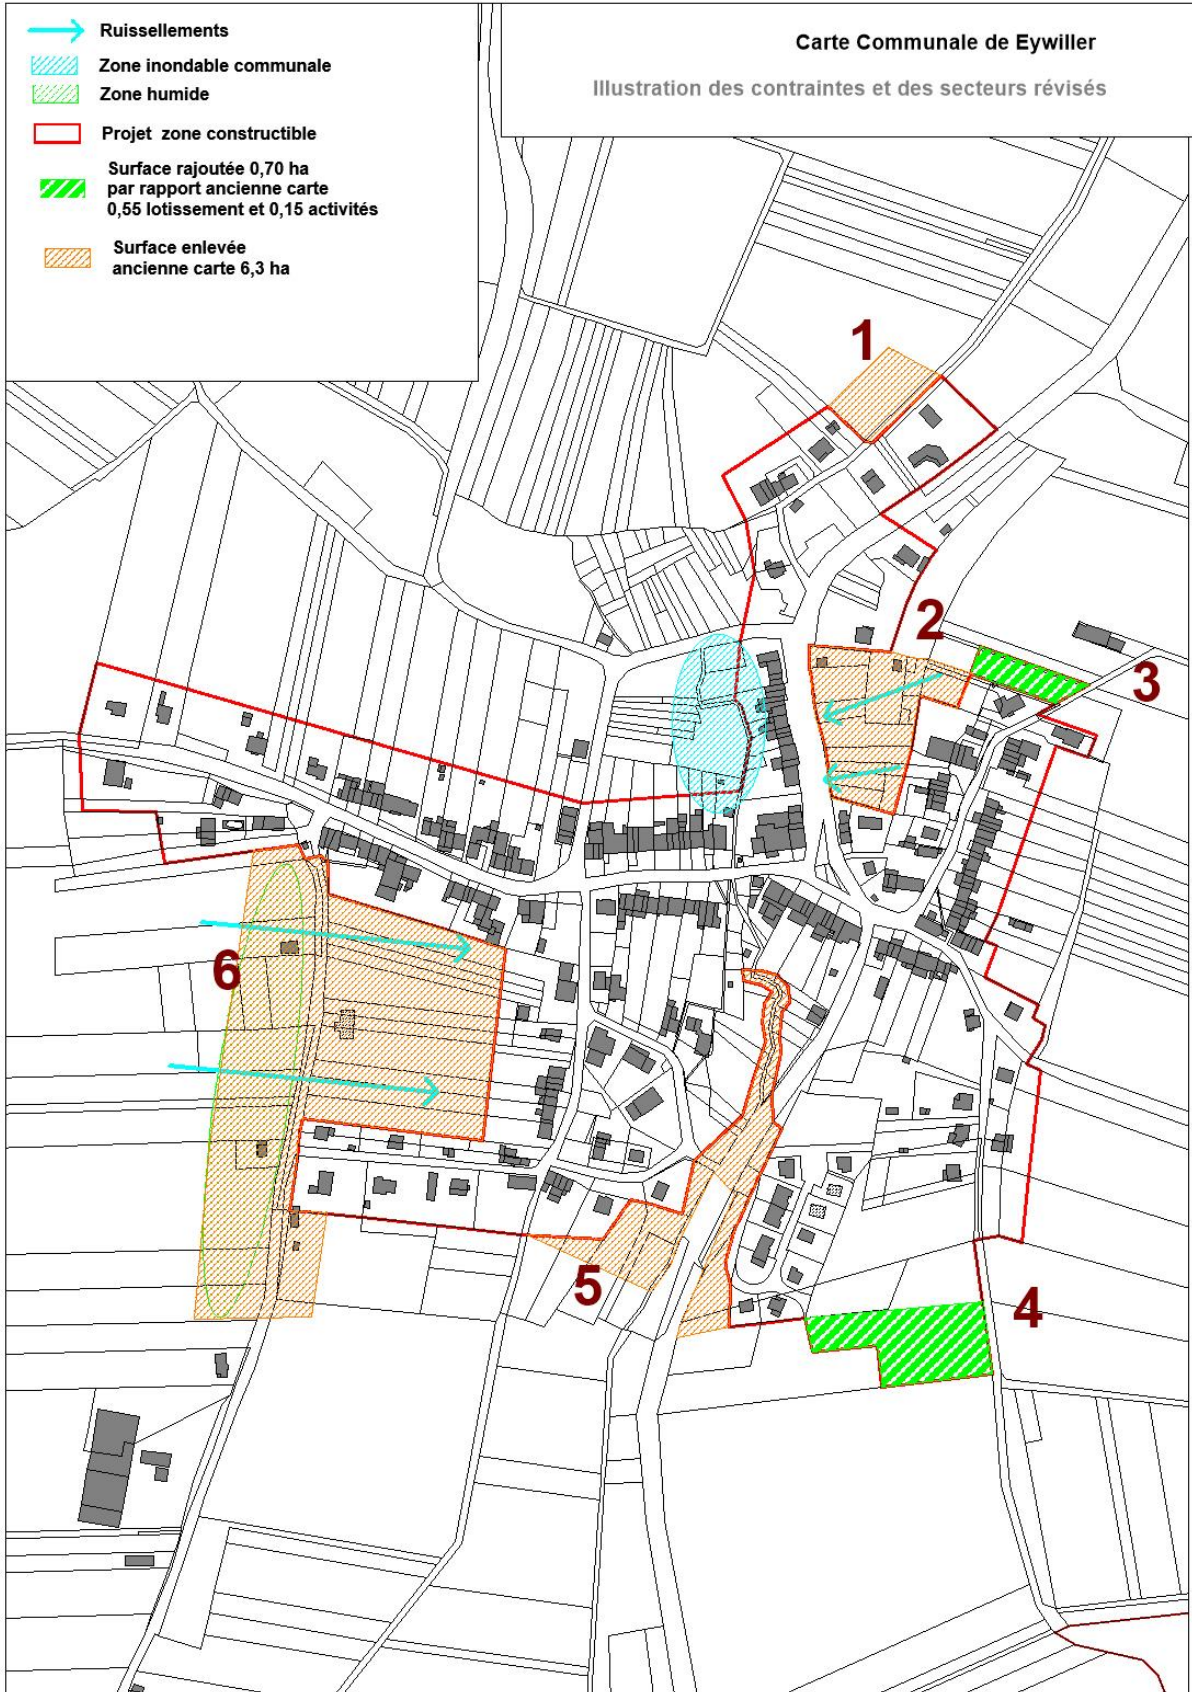 Ruissellements
Zone inondable communale
Zone humide
Projet zone constructible
Surface rajoutée 0,70 ha
par rapport ancienne carte
0,55 lotissement et 0,15 activités
Surface enlevée
ancienne carte 6,3 ha
Carte Communale de Eywiller
Illustration des contraintes et des secteurs révisés
1
2
3
6
5
4